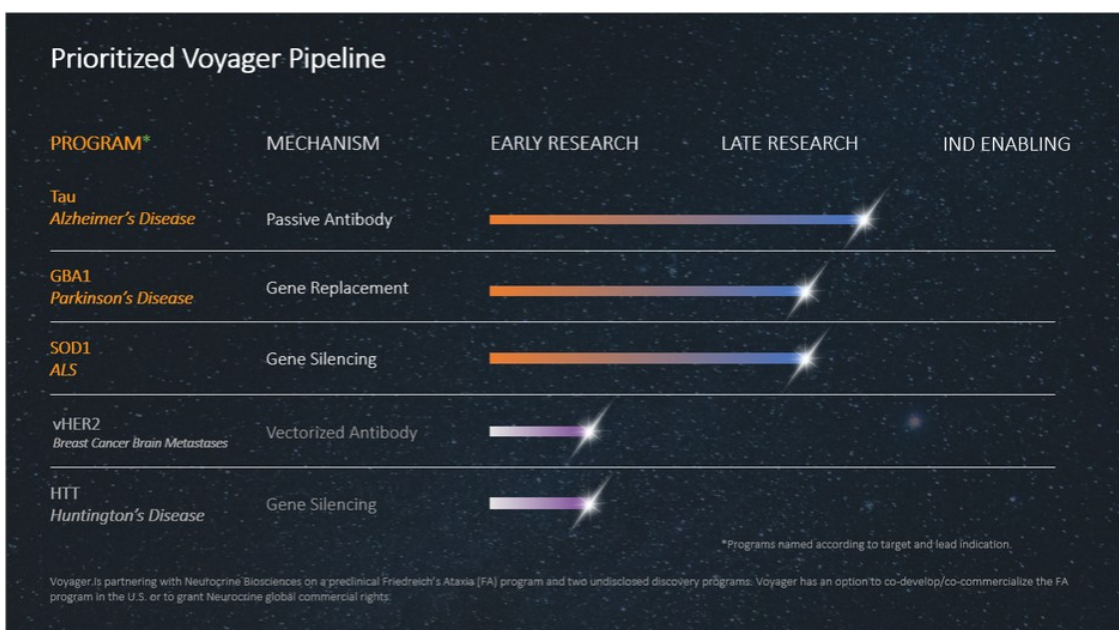 Prioritized Voyager Pipeline
PROGRAM* MECHANISM EARLY RESEARCH LATE RESEARCH IND ENABLING
Tau
Alzheimer's Disease Passive Antibody
GBA1
Parkinson's Disease Gene Replacement
SOD1
ALS Gene Silencing
vHER2
Breast Cancer Brain Metastases Vectorized Antibody
HTT
Huntington's Disease Gene Silencing
*Programs named according to target and lead indication.
Voyager.Is partnering with Neurocrine Biosciences on a preclinical Friedreich's Ataxia (FA) program and two undisclosed discovery programs. Voyager has an option to co-develop/co-commercialize the FA
program in the U.S. or to grant Neurocrine global commercial rights.